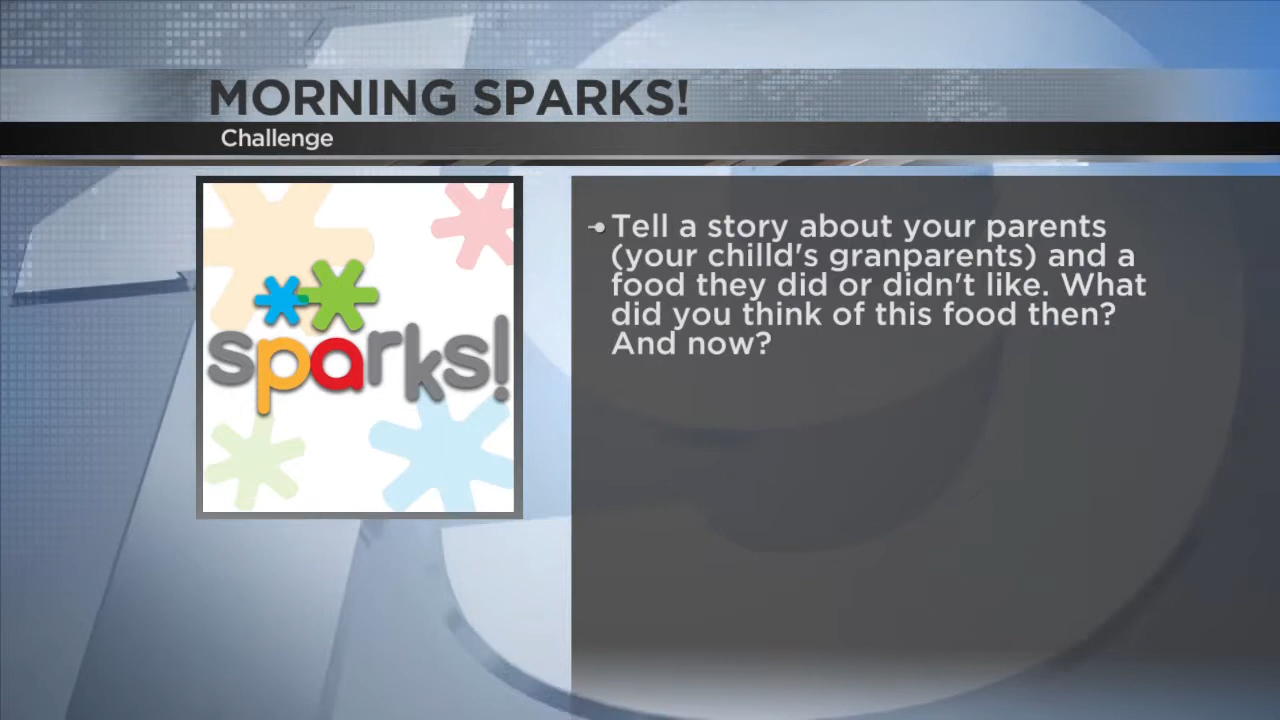 MORNING SPARKS!
Challenge
sparks!
Tell a story about your parents
(your chilld's granparents) and a
food they did or didn't like. What
did you think of this food then?
And now?